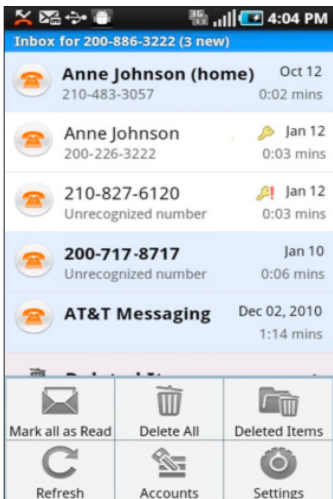 3G
4:04 PM
Inbox for 200-886-3222 (3 new)
Anne Johnson (home) Oct 12
210-483-3057 0:02 mins
Anne Johnson Jan 12
200-226-3222 0:03 mins
210-827-6120 Jan 12
Unrecognized number 0:03 mins
200-717-8717 Jan 10
Unrecognized number 0:06 mins
AT&T Messaging Dec 02, 2010
1:14 mins
Mark all as Read Delete All Deleted Items
Refresh Accounts Settings